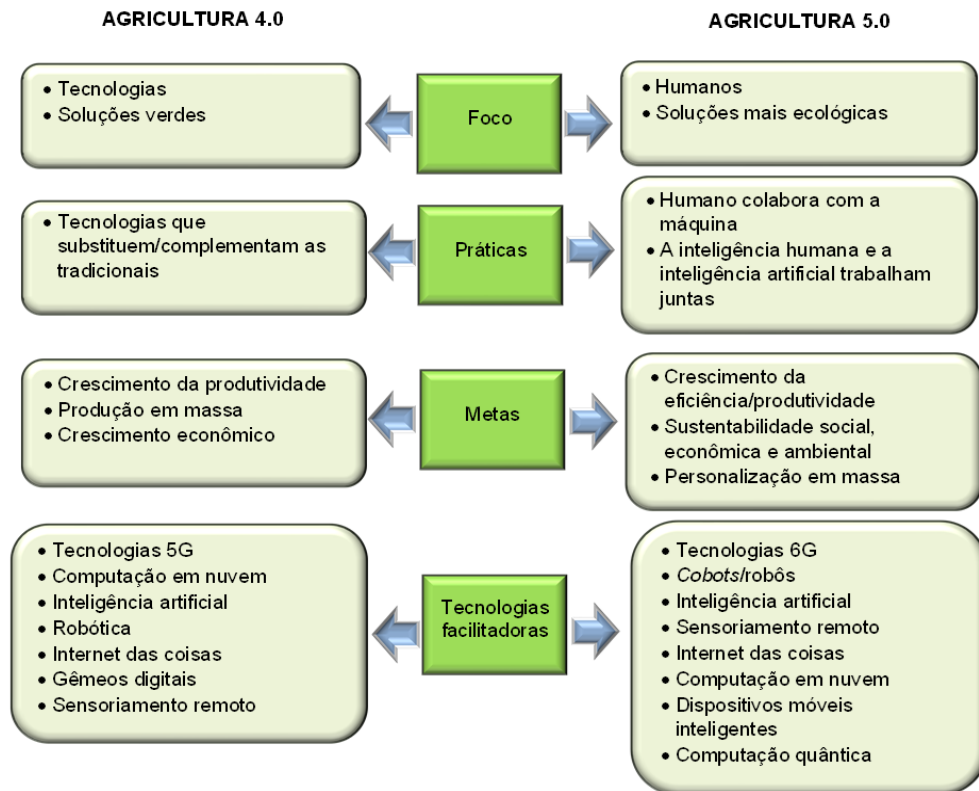 AGRICULTURA 4.0
AGRICULTURA 5.0
• Tecnologias
• Soluções verdes
Foco
• Humanos
• Soluções mais ecológicas
• Tecnologias que
substituem/complementam as
tradicionais
Práticas
• Humano colabora com a
máquina
• A inteligência humana e a
inteligência artificial trabalham
juntas
• Crescimento da produtividade
• Produção em massa
• Crescimento econômico
Metas
• Crescimento da
eficiência/produtividade
• Sustentabilidade social,
econômica e ambiental
• Personalização em massa
• Tecnologias 5G
• Computação em nuvem
• Inteligência artificial
• Robótica
• Internet das coisas
• Gêmeos digitais
• Sensoriamento remoto
Tecnologias
facilitadoras
• Tecnologias 6G
• Cobots/robôs
• Inteligência artificial
• Sensoriamento remoto
• Internet das coisas
• Computação em nuvem
• Dispositivos móveis
inteligentes
• Computação quântica